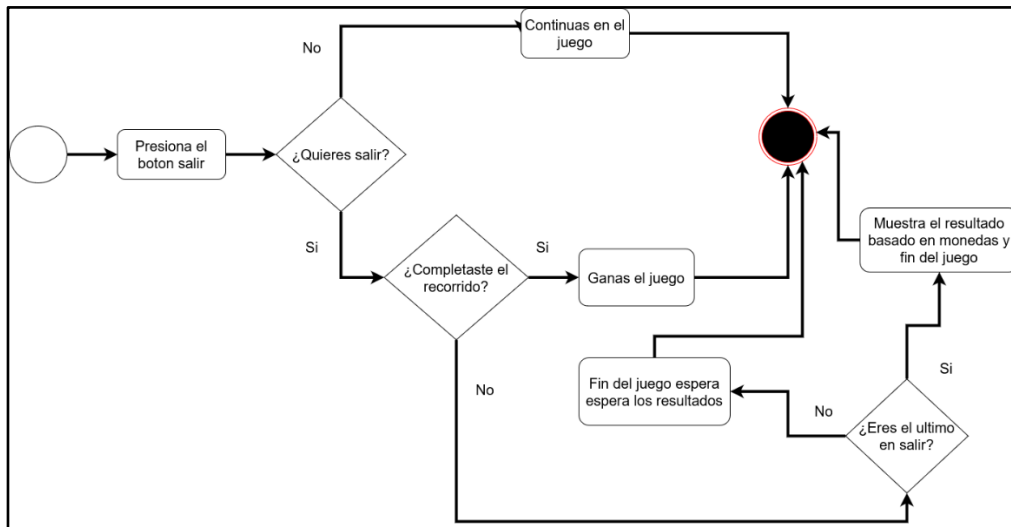 Continuas en el
juego
No
Presiona el
boton salir
¿Quieres salir?
Si
¿Completaste el
recorrido?
Si
Ganas el juego
Muestra el resultado
basado en monedas y
fin del juego
No
Fin del juego espera
espera los resultados
No
Si
¿Eres el ultimo
en salir?